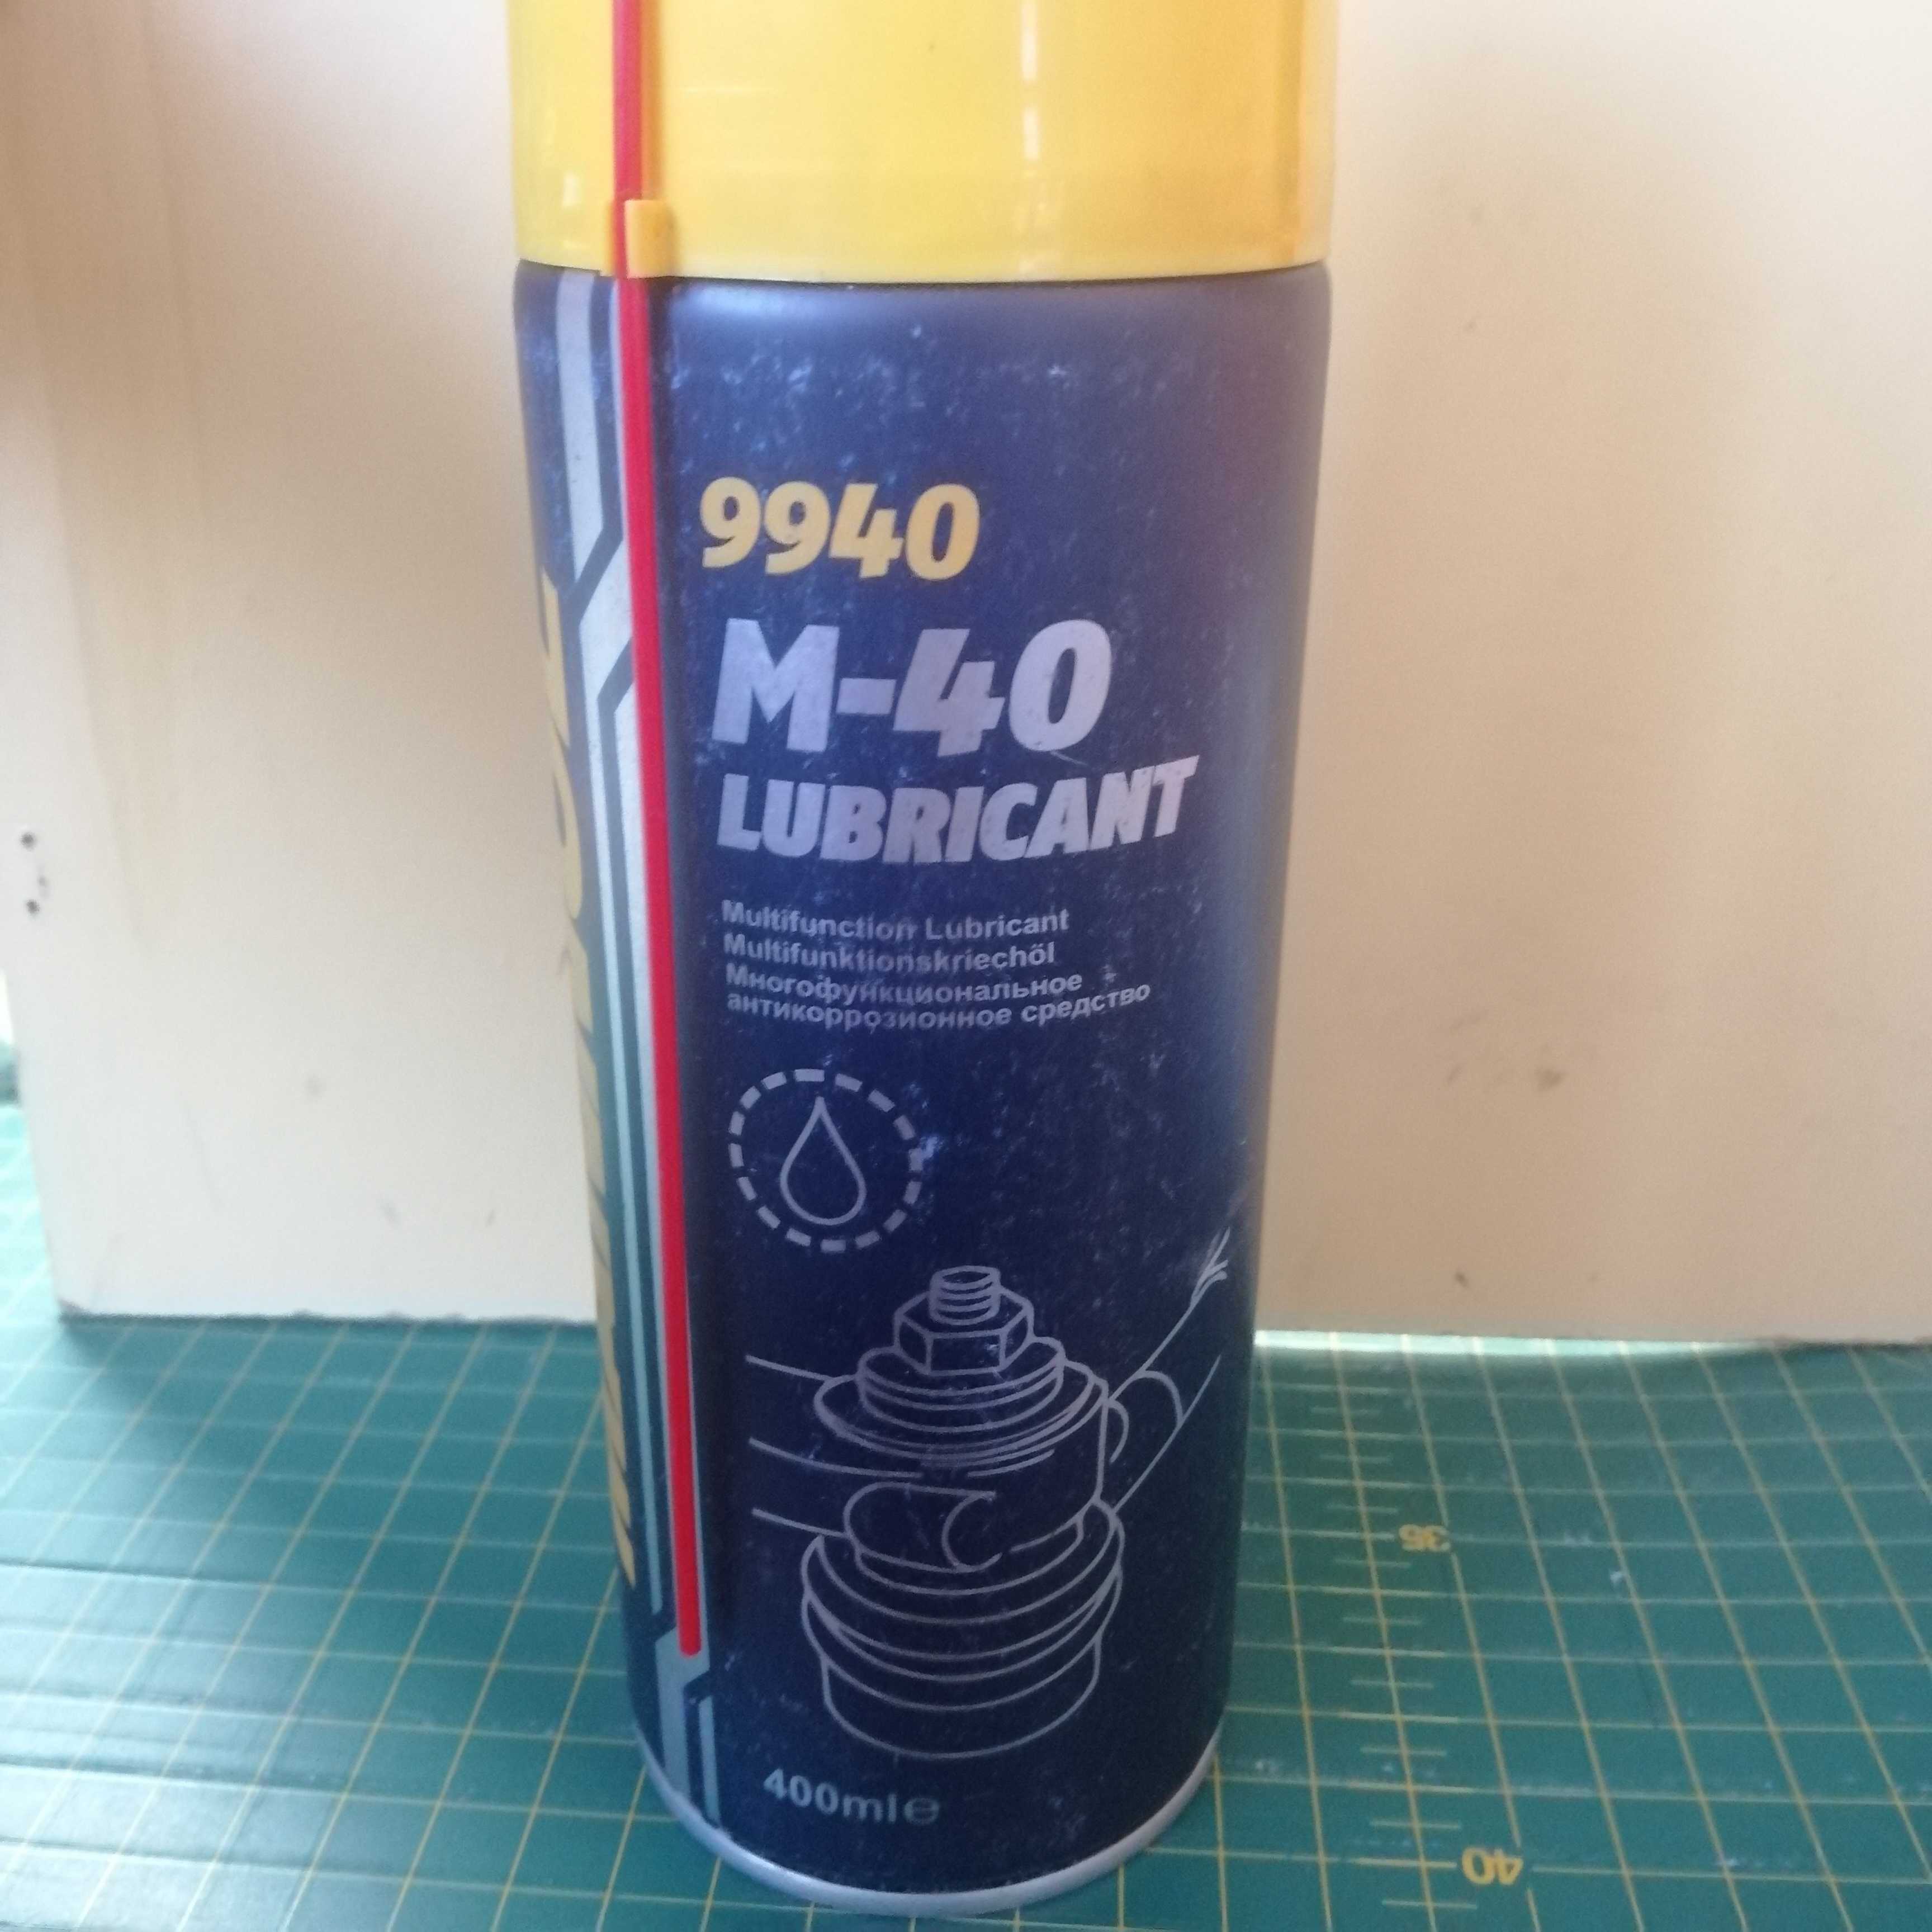 9940
M-40
LUBRICANT
Multifunction Lubricant
Multifunktionskriechöl
Многофункциональное
антикоррозионное средство
400ml℮
35
40